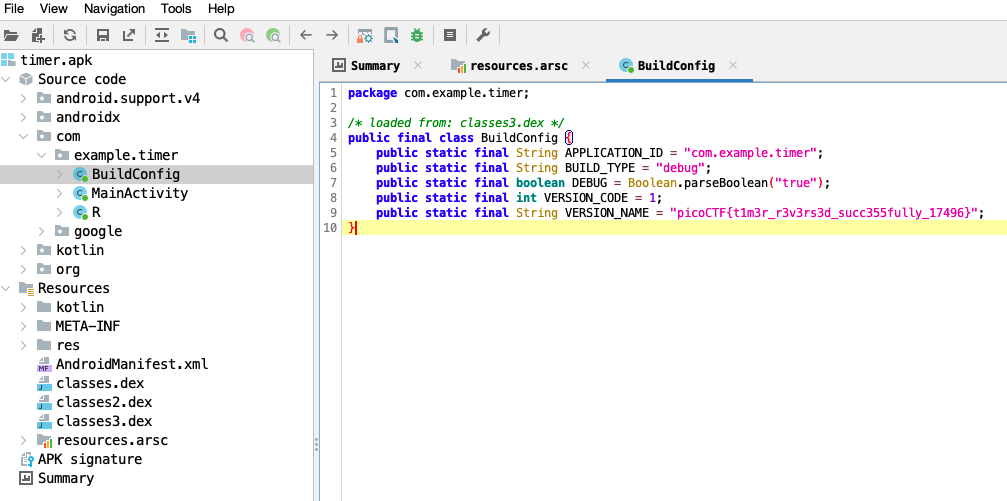 File View Navigation Tools Help
timer.apk
Source code
android.support.v4
androidx
com
example.timer
BuildConfig
MainActivity
R
google
kotlin
org
Resources
kotlin
META-INF
res
AndroidManifest.xml
classes.dex
classes2.dex
classes3.dex
resources.arsc
APK signature
Summary
Summary × resources.arsc × BuildConfig ×
1 package com.example.timer;
2
3 /* loaded from: classes3.dex */
4 public final class BuildConfig {
5 public static final String APPLICATION_ID = "com.example.timer";
6 public static final String BUILD_TYPE = "debug";
7 public static final boolean DEBUG = Boolean.parseBoolean("true");
8 public static final int VERSION_CODE = 1;
9 public static final String VERSION_NAME = "picoCTF{t1m3r_r3v3rs3d_succ355fully_17496}";
10 }